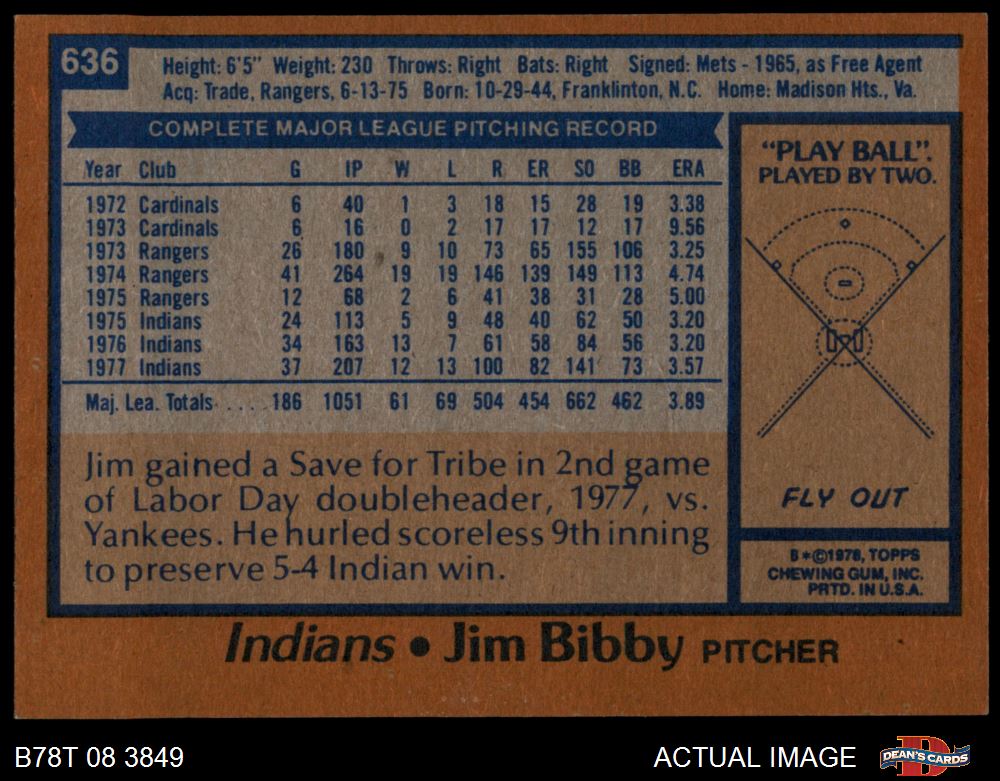 636
Height: 6'5" Weight: 230 Throws: Right Bats: Right Signed: Mets - 1965, as Free Agent
Acq: Trade, Rangers, 6-13-75 Born: 10-29-44, Franklinton, N.C. Home: Madison Hts., Va.
COMPLETE MAJOR LEAGUE PITCHING RECORD
Year Club G IP W L R ER SO BB ERA
1972 Cardinals 6 40 1 3 18 15 28 19 3.38
1973 Cardinals 6 16 0 2 17 17 12 17 9.56
1973 Rangers 26 180 9 10 73 65 155 106 3.25
1974 Rangers 41 264 19 19 146 139 149 113 4.74
1975 Rangers 12 68 2 6 41 38 31 28 5.00
1975 Indians 24 113 5 9 48 40 62 50 3.20
1976 Indians 34 163 13 7 61 58 84 56 3.20
1977 Indians 37 207 12 13 100 82 141 73 3.57
Maj. Lea. Totals . . . . 186 1051 61 69 504 454 662 462 3.89
Jim gained a Save for Tribe in 2nd game
of Labor Day doubleheader, 1977, vs.
Yankees. He hurled scoreless 9th inning
to preserve 5-4 Indian win.
"PLAY BALL".
PLAYED BY TWO.
FLY OUT
B*©1978, TOPPS
CHEWING GUM, INC.
PRTD. IN U.S.A.
Indians • Jim Bibby PITCHER
B78T 08 3849
ACTUAL IMAGE
DEAN'S CARDS